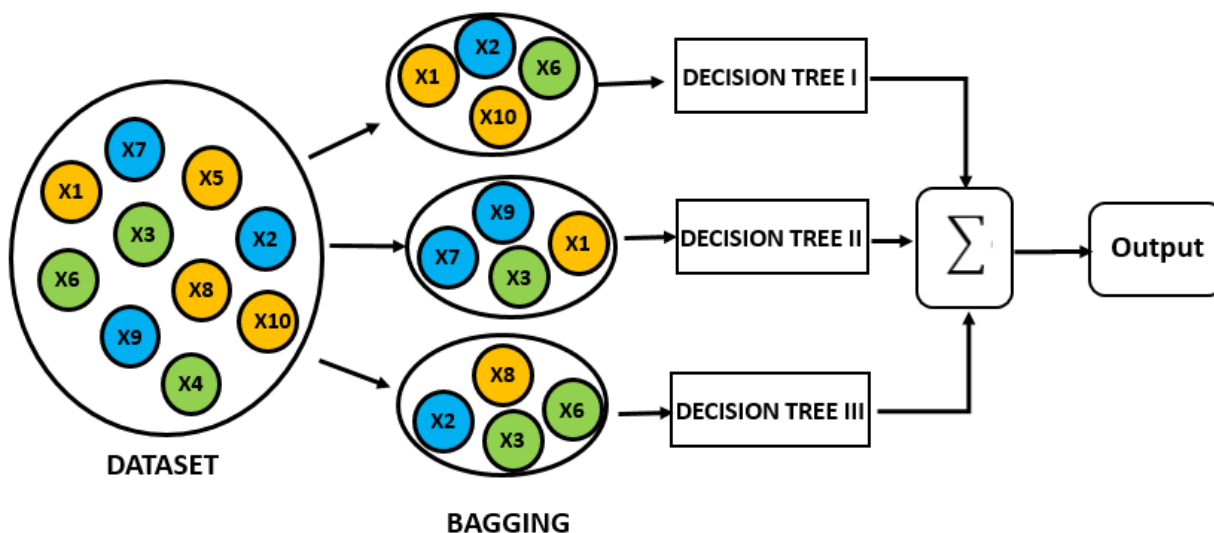 X7
X1
X5
X3
X2
X6
X8
X10
X9
X4
DATASET
X2
X1
X6
X10
X9
X1
X7
X3
X8
X6
X2
X3
BAGGING
DECISION TREE I
DECISION TREE II
DECISION TREE III
∑
Output